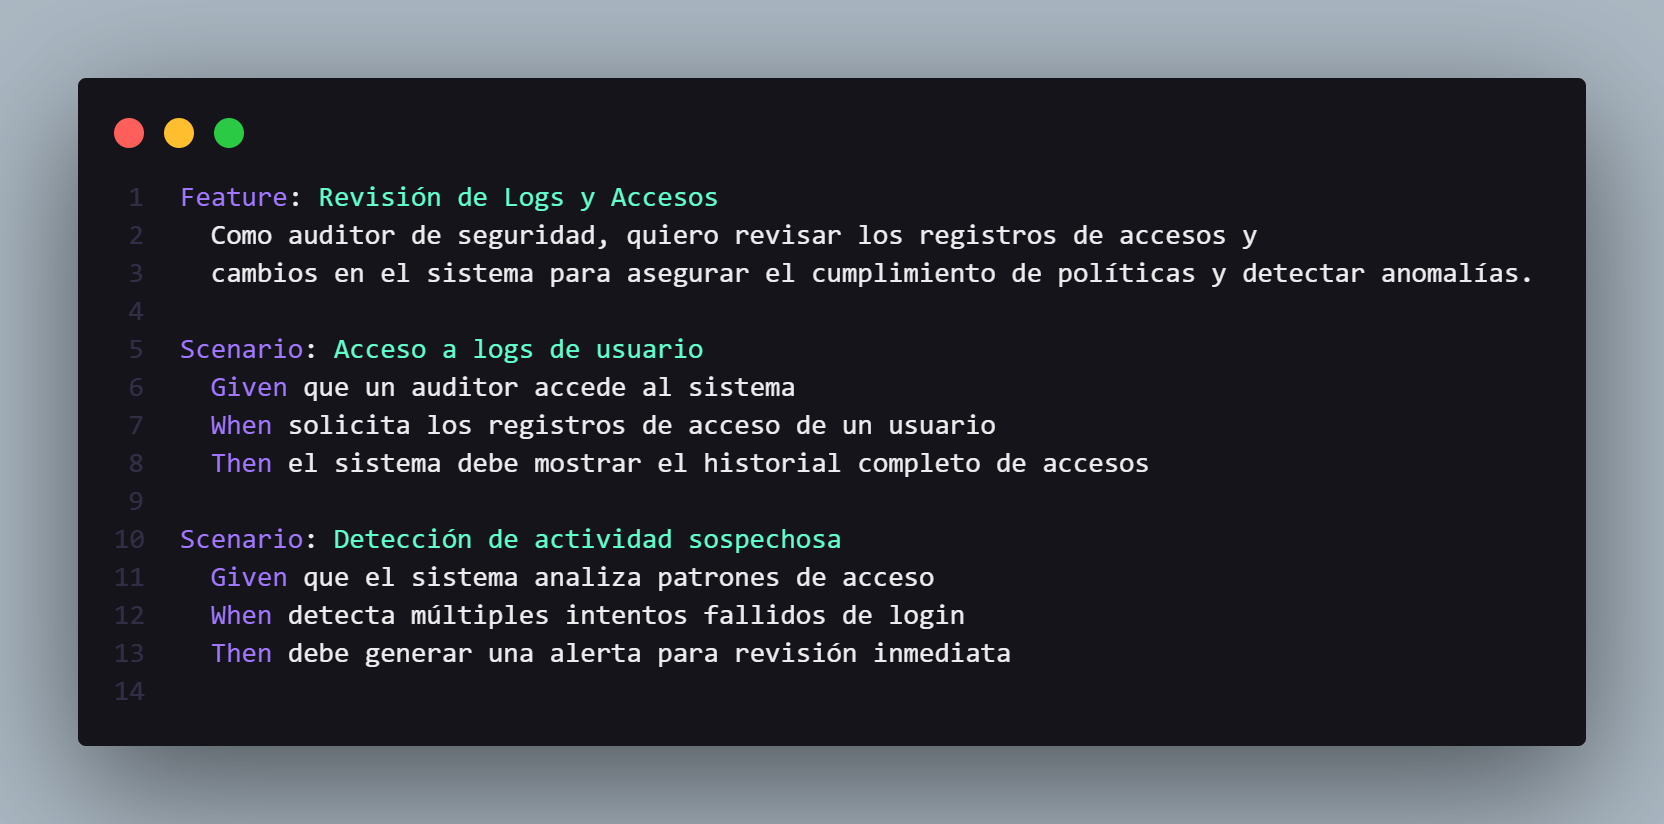 1 Feature: Revisión de Logs y Accesos
2 Como auditor de seguridad, quiero revisar los registros de accesos y
3 cambios en el sistema para asegurar el cumplimiento de políticas y detectar anomalías.
4
5 Scenario: Acceso a logs de usuario
6 Given que un auditor accede al sistema
7 When solicita los registros de acceso de un usuario
8 Then el sistema debe mostrar el historial completo de accesos
9
10 Scenario: Detección de actividad sospechosa
11 Given que el sistema analiza patrones de acceso
12 When detecta múltiples intentos fallidos de login
13 Then debe generar una alerta para revisión inmediata
14